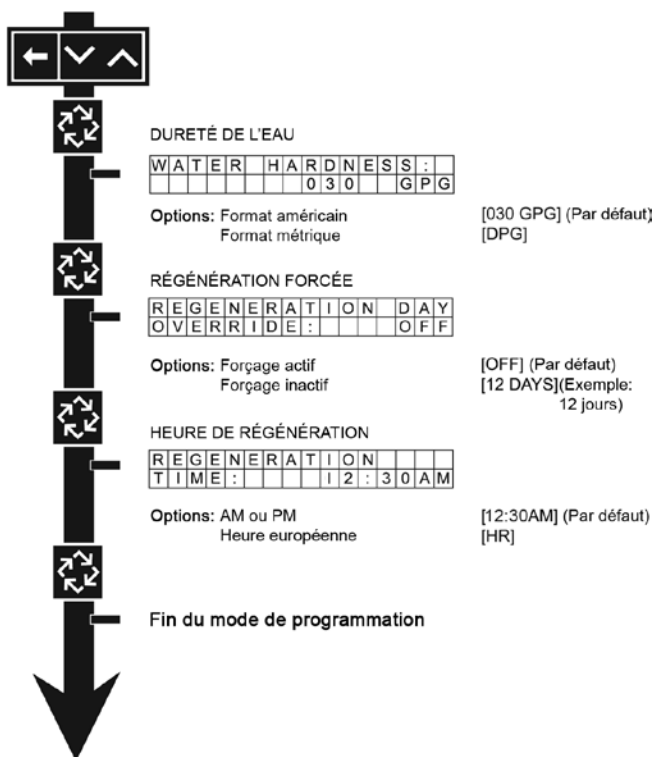 DURETÉ DE L'EAU
WATER HARDNESS:
030 GPG
Options: Format américain [030 GPG] (Par défaut)
Format métrique [DPG]
RÉGÉNÉRATION FORCÉE
REGENERATION DAY
OVERRIDE: OFF
Options: Forçage actif [OFF] (Par défaut)
Forçage inactif [12 DAYS](Exemple:
12 jours)
HEURE DE RÉGÉNÉRATION
REGENERATION
TIME: 12:30AM
Options: AM ou PM [12:30AM] (Par défaut)
Heure européenne [HR]
Fin du mode de programmation